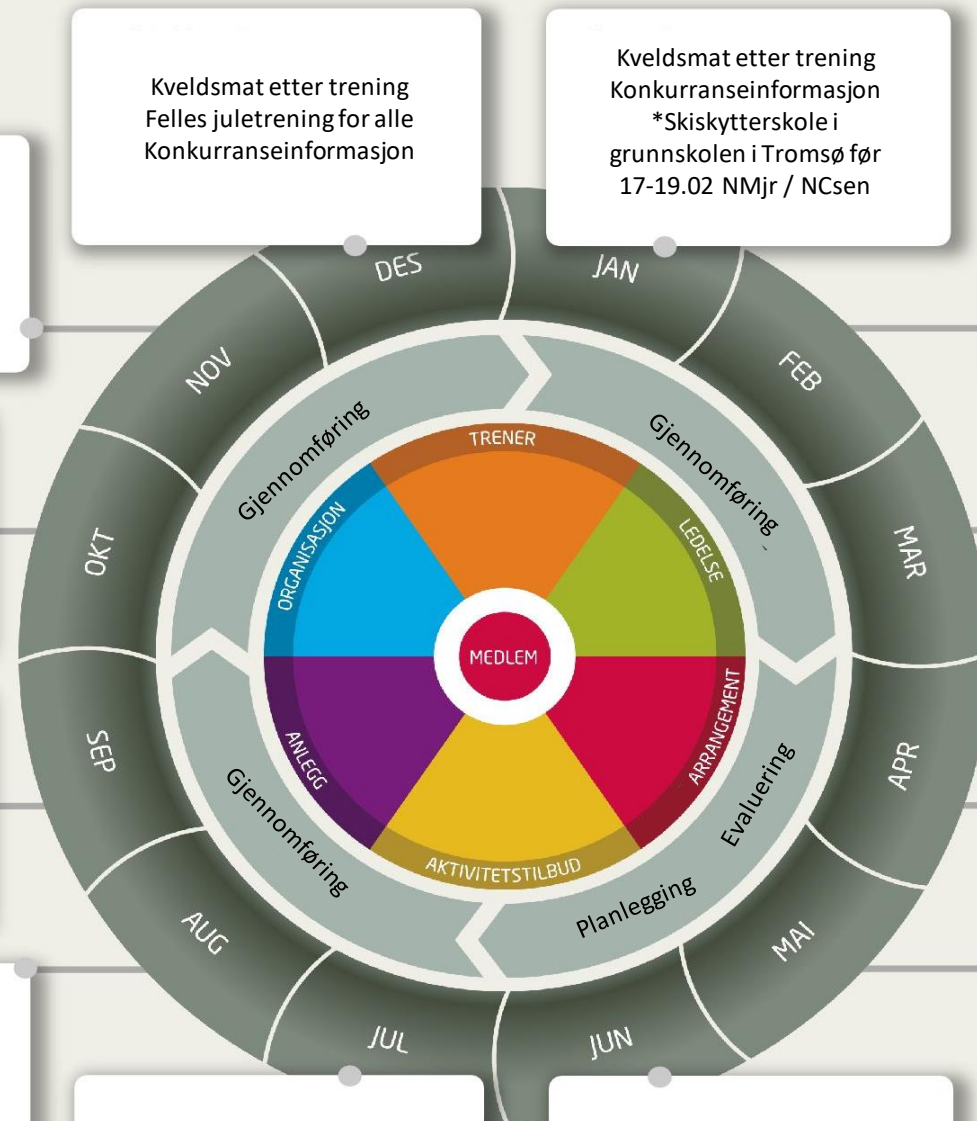 Kveldsmat etter trening
Felles juletrening for alle
Konkurranseinformasjon
Kveldsmat etter trening
Konkurranseinformasjon
*Skiskytterskole i
grunnskolen i Tromsø før
17-19.02 NMjr / NCsen
DES
JAN
NOV
FEB
OKT
MAR
SEP
APR
AUG
MAI
JUL
JUN
Gjennomføring
Gjennomføring
Gjennomføring
Evaluering
Planlegging
TRENER
ORGANISASJON
LEDELSE
MEDLEM
ANLEGG
ARRANGEMENT
AKTIVITETSTILBUD